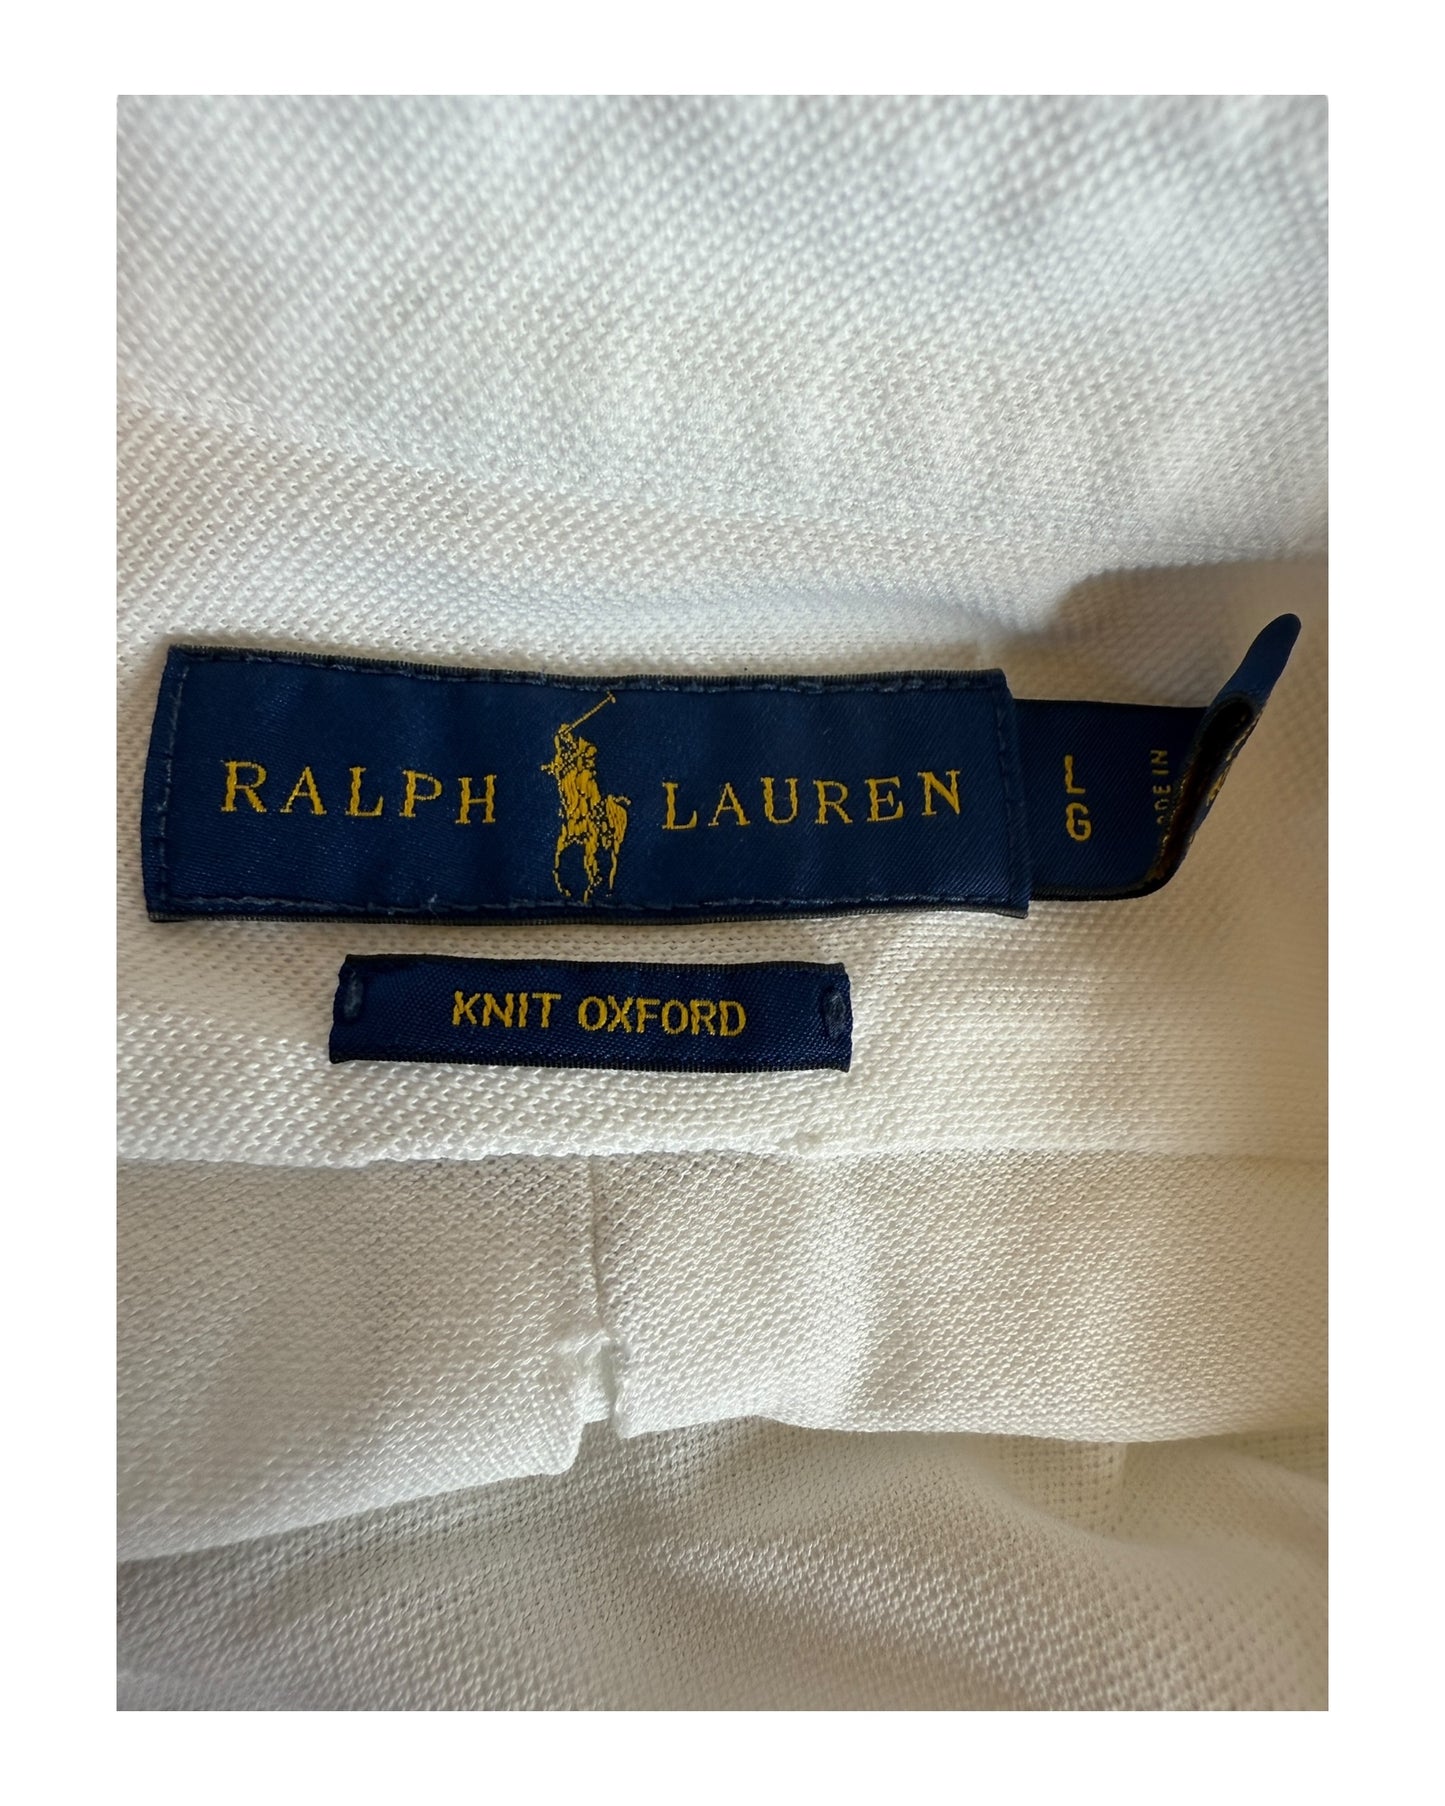 RALPH LAUREN
L
G
KNIT OXFORD